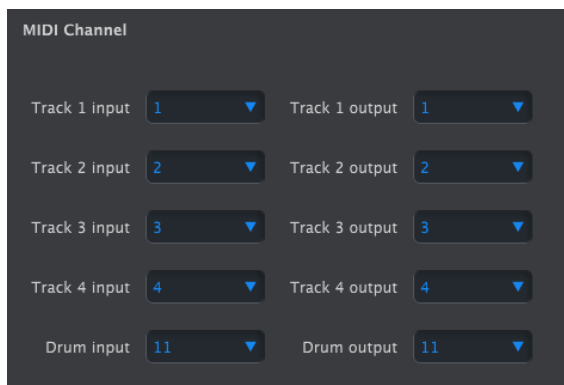 MIDI Channel
Track 1 input 1 Track 1 output 1
Track 2 input 2 Track 2 output 2
Track 3 input 3 Track 3 output 3
Track 4 input 4 Track 4 output 4
Drum input 11 Drum output 11